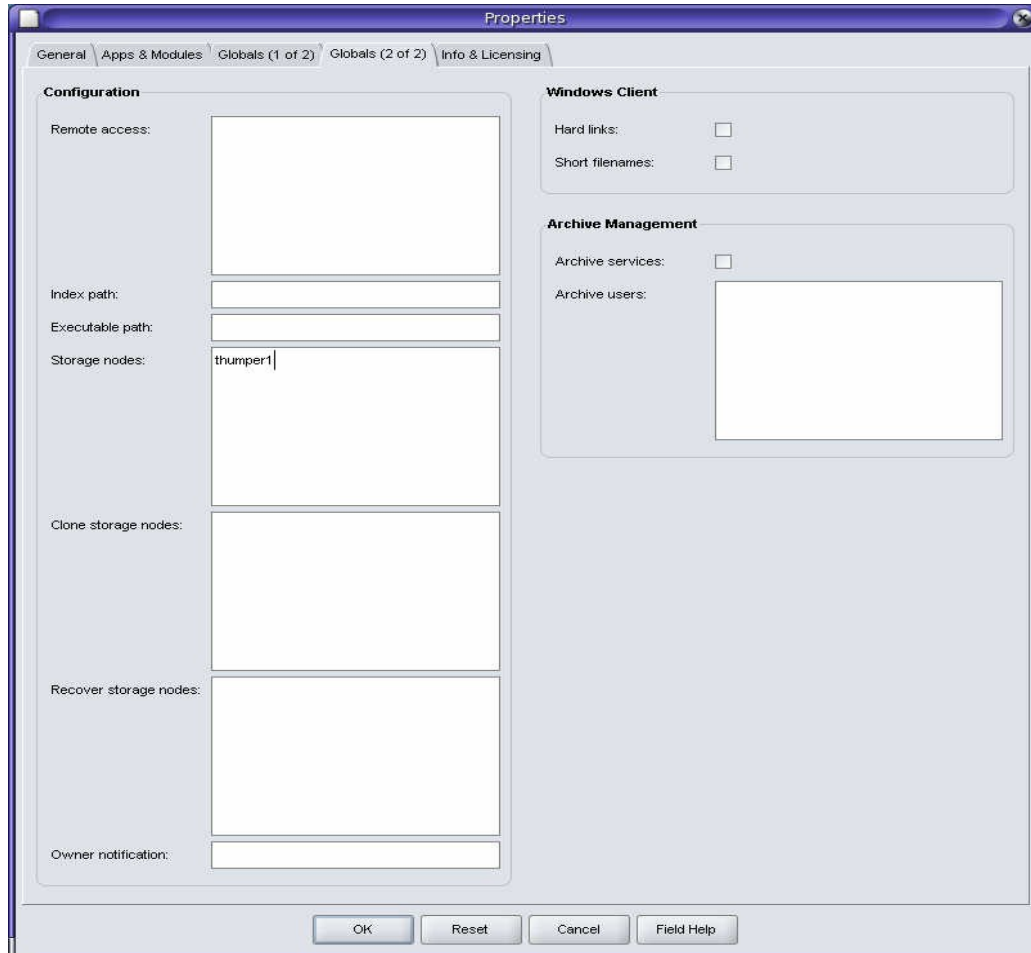 Properties
General
Apps & Modules
Globals (1 of 2)
Globals (2 of 2)
Info & Licensing
Configuration
Remote access:
Index path:
Executable path:
Storage nodes:
thumper1
Clone storage nodes:
Recover storage nodes:
Owner notification:
Windows Client
Hard links:
Short filenames:
Archive Management
Archive services:
Archive users:
OK
Reset
Cancel
Field Help